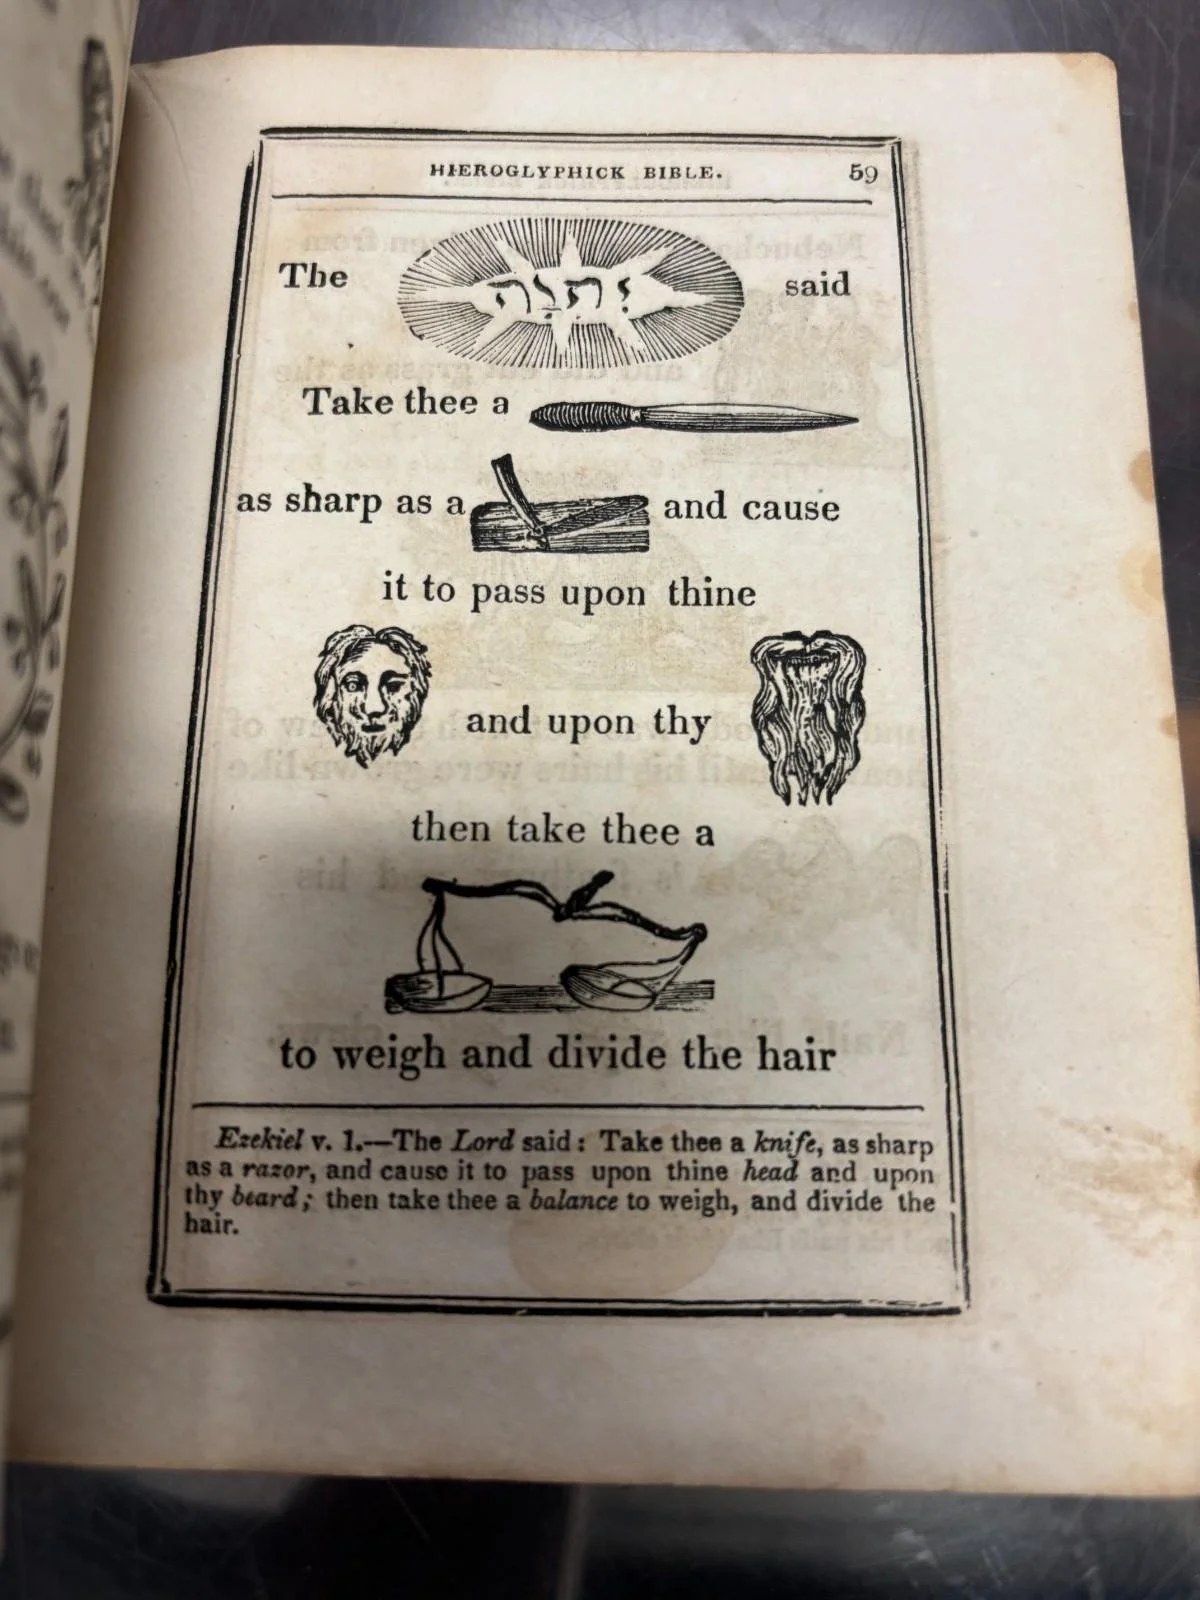 HIEROGLYPHICK BIBLE. 59
The יהוה said
Take thee a
as sharp as a and cause
it to pass upon thine
and upon thy
then take thee a
to weigh and divide the hair
Ezekiel v. 1.—The Lord said: Take thee a knife, as sharp
as a razor, and cause it to pass upon thine head and upon
thy beard; then take thee a balance to weigh, and divide the
hair.